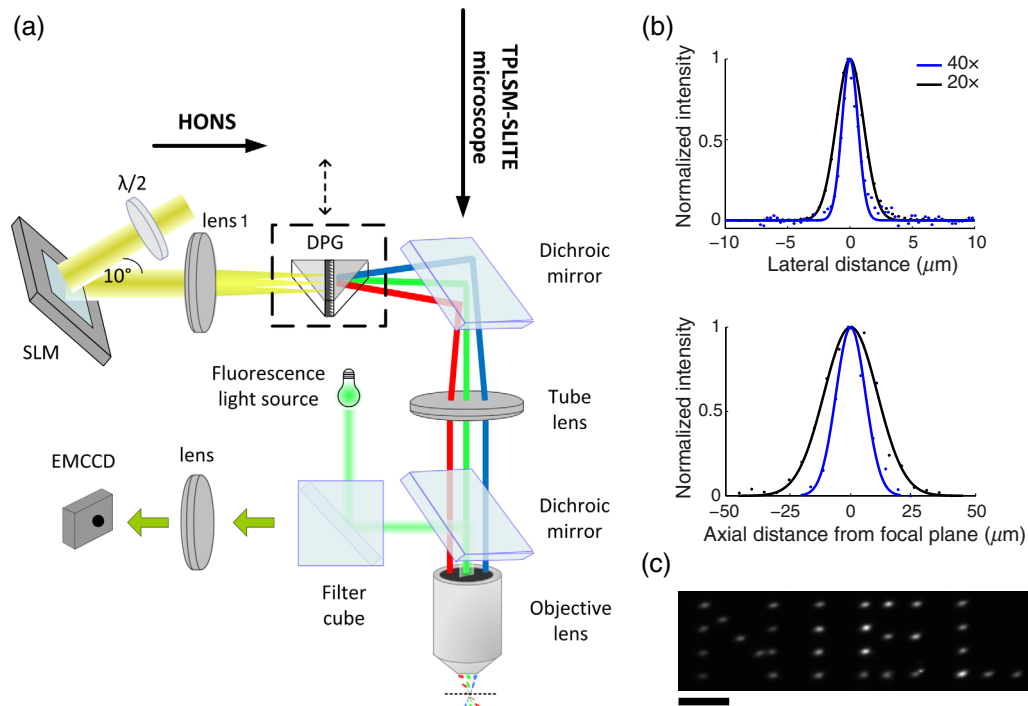 (a)
HONS
TPLSM-SLITE
microscope
λ/2
lens 1
DPG
10°
SLM
Dichroic
mirror
Fluorescence
light source
Tube
lens
EMCCD
lens
Dichroic
mirror
Filter
cube
Objective
lens
(b)
Normalized intensity
1
0.5
0
40×
20×
−10
−5
0
5
10
Lateral distance (μm)
Normalized intensity
1
0.5
0
−50
−25
0
25
50
Axial distance from focal plane (μm)
(c)